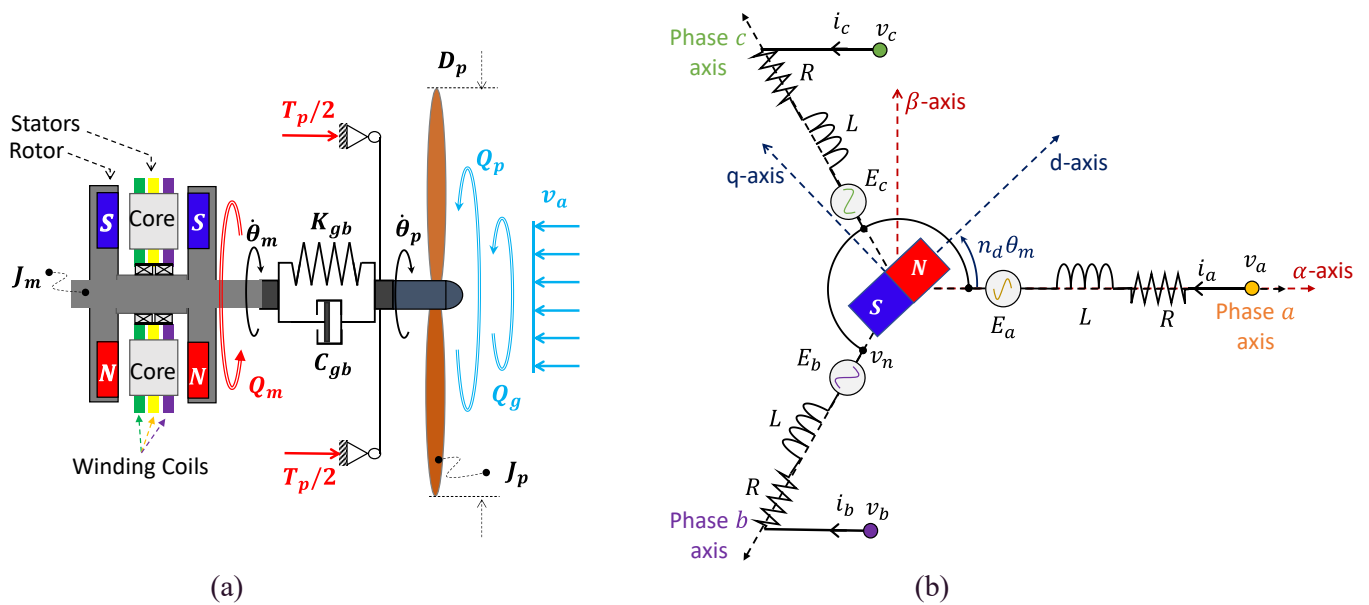 Stators
Rotor
S
Core
S
J_m
N
Core
N
Winding Coils
Q_m
θ̇_m
K_gb
C_gb
θ̇_p
T_p/2
T_p/2
D_p
Q_p
v_a
Q_g
J_p
(a)
Phase c
axis
i_c
v_c
R
L
E_c
β-axis
d-axis
q-axis
n_dθ_m
N
S
v_n
E_a
L
R
i_a
v_a
α-axis
Phase a
axis
E_b
L
R
Phase b
axis
i_b
v_b
(b)